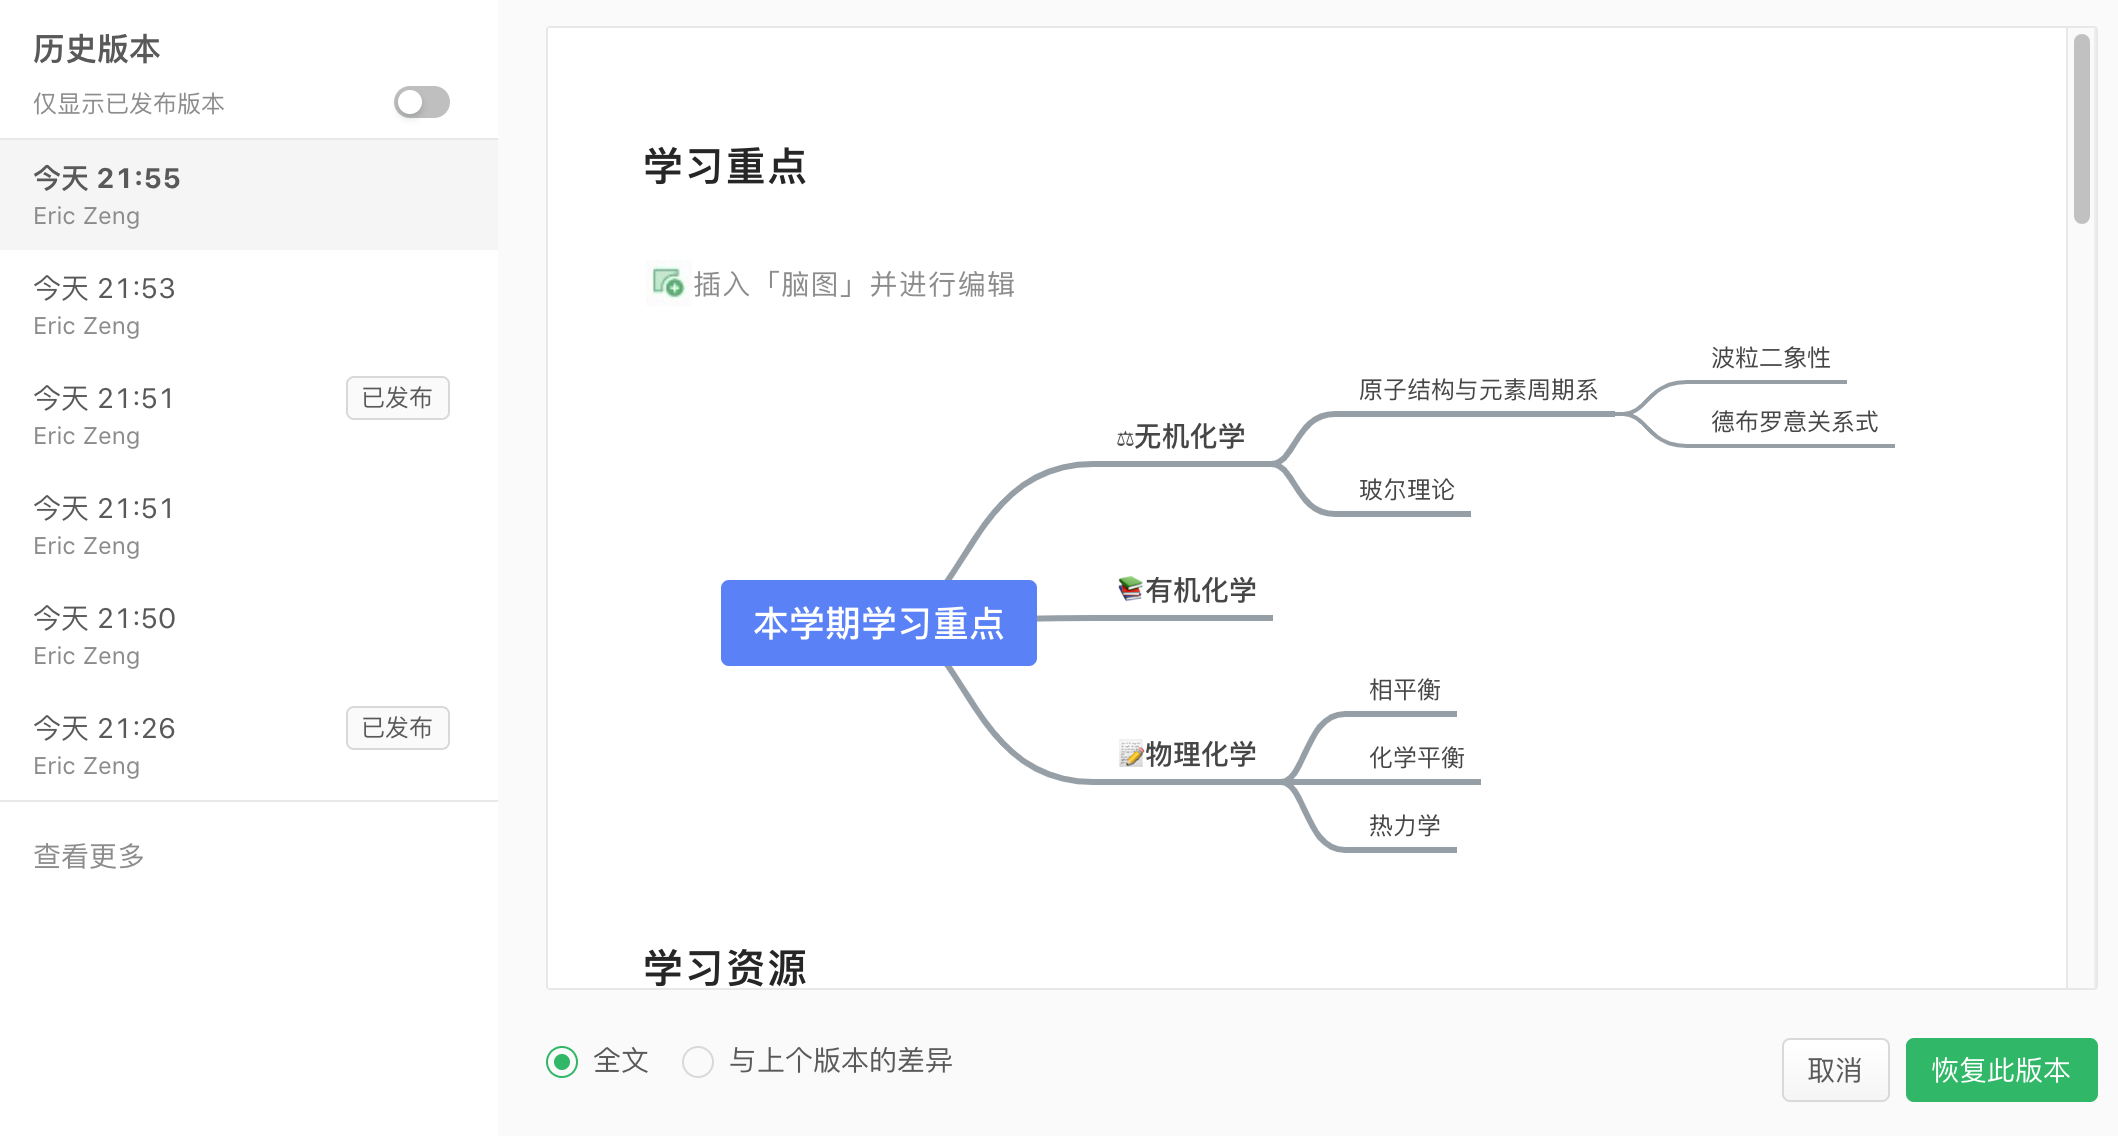 历史版本
仅显示已发布版本
今天 21:55
Eric Zeng
今天 21:53
Eric Zeng
今天 21:51 已发布
Eric Zeng
今天 21:51
Eric Zeng
今天 21:50
Eric Zeng
今天 21:26 已发布
Eric Zeng
查看更多
学习重点
插入「脑图」并进行编辑
本学期学习重点
⚖无机化学
原子结构与元素周期系
波粒二象性
德布罗意关系式
玻尔理论
📚有机化学
📝物理化学
相平衡
化学平衡
热力学
学习资源
全文 与上个版本的差异
取消 恢复此版本